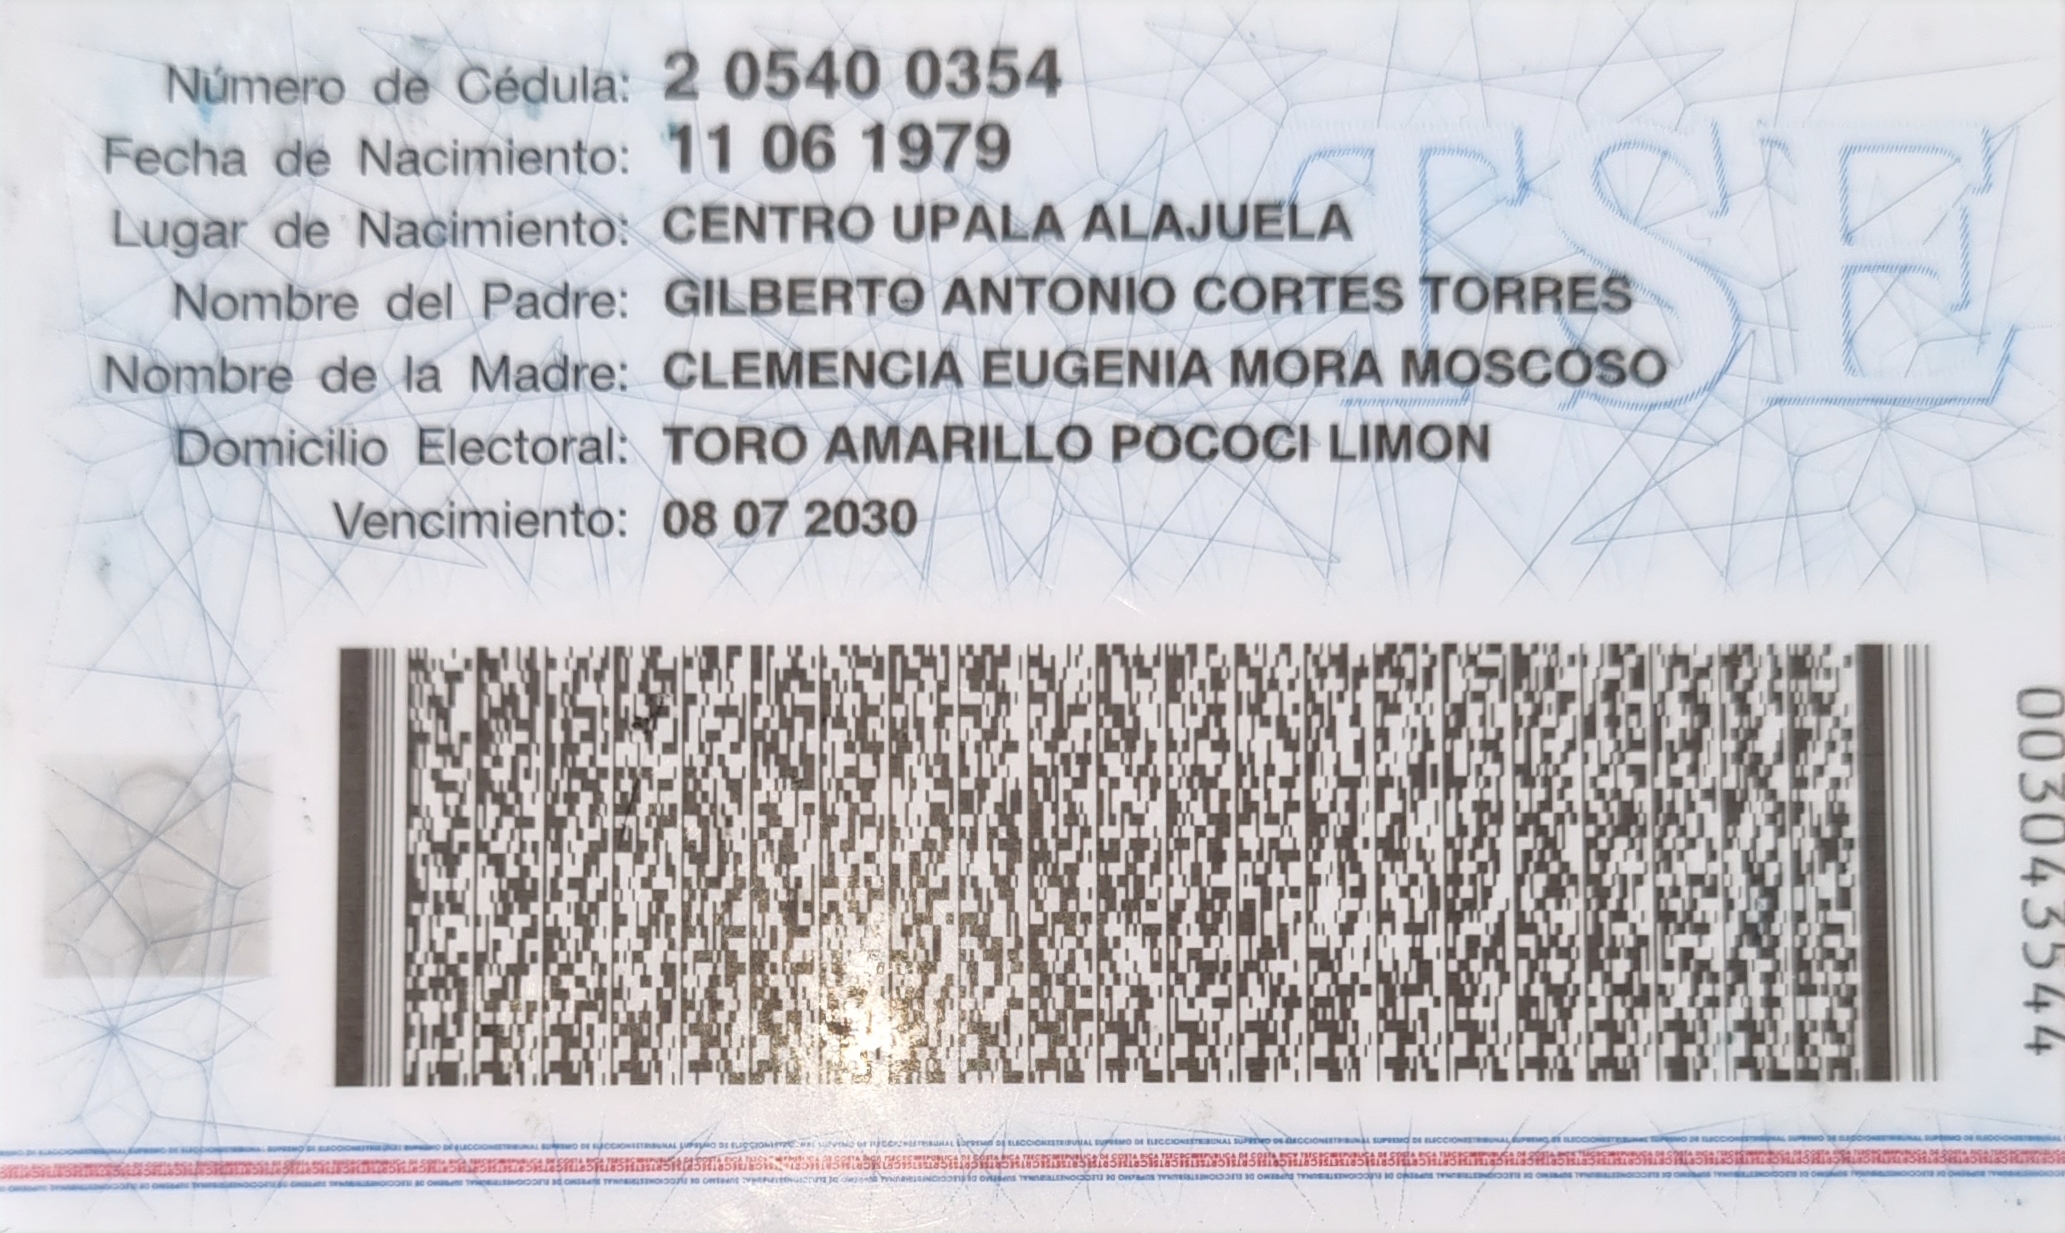 Número de Cédula: 2 0540 0354
Fecha de Nacimiento: 11 06 1979
Lugar de Nacimiento: CENTRO UPALA ALAJUELA
Nombre del Padre: GILBERTO ANTONIO CORTES TORRES
Nombre de la Madre: CLEMENCIA EUGENIA MORA MOSCOSO
Domicilio Electoral: TORO AMARILLO POCOCI LIMON
Vencimiento: 08 07 2030
TSE
003043544